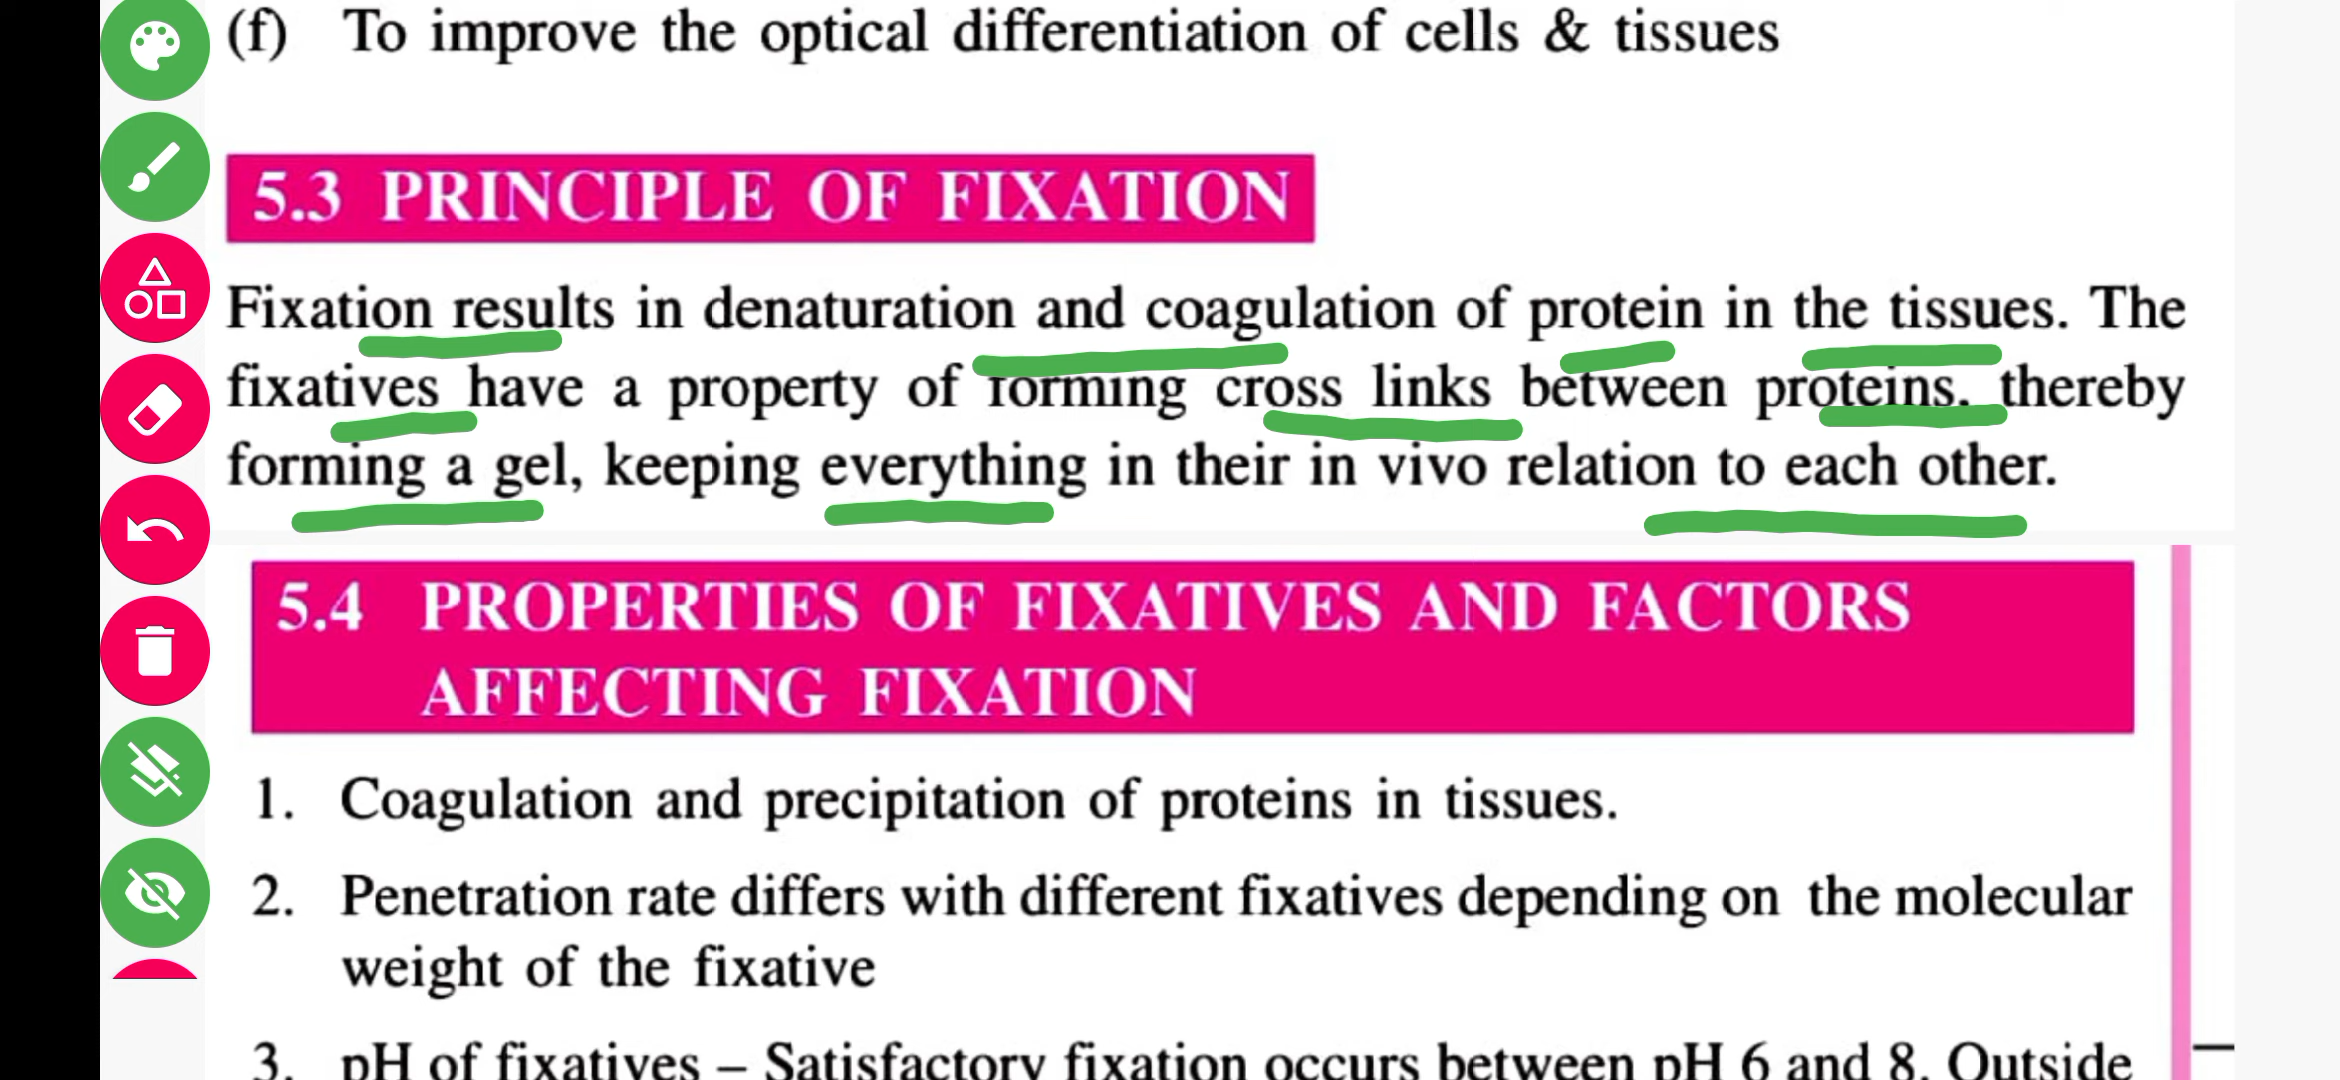 (f) To improve the optical differentiation of cells & tissues
5.3 PRINCIPLE OF FIXATION
Fixation results in denaturation and coagulation of protein in the tissues. The
fixatives have a property of forming cross links between proteins, thereby
forming a gel, keeping everything in their in vivo relation to each other.
5.4 PROPERTIES OF FIXATIVES AND FACTORS
AFFECTING FIXATION
1. Coagulation and precipitation of proteins in tissues.
2. Penetration rate differs with different fixatives depending on the molecular
weight of the fixative
3. pH of fixatives – Satisfactory fixation occurs between pH 6 and 8. Outside